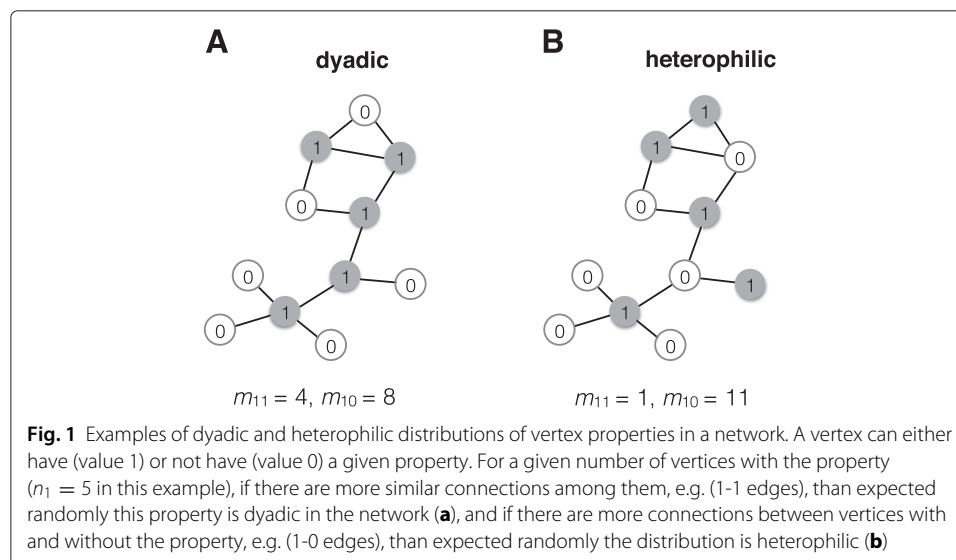 A
B
dyadic
heterophilic
0
1
1
0
1
1
0
0
1
0
0
1
1
0
0
1
0
1
0
1
0
0
m11 = 4, m10 = 8
m11 = 1, m10 = 11
Fig. 1 Examples of dyadic and heterophilic distributions of vertex properties in a network. A vertex can either
have (value 1) or not have (value 0) a given property. For a given number of vertices with the property
(n1 = 5 in this example), if there are more similar connections among them, e.g. (1-1 edges), than expected
randomly this property is dyadic in the network (a), and if there are more connections between vertices with
and without the property, e.g. (1-0 edges), than expected randomly the distribution is heterophilic (b)